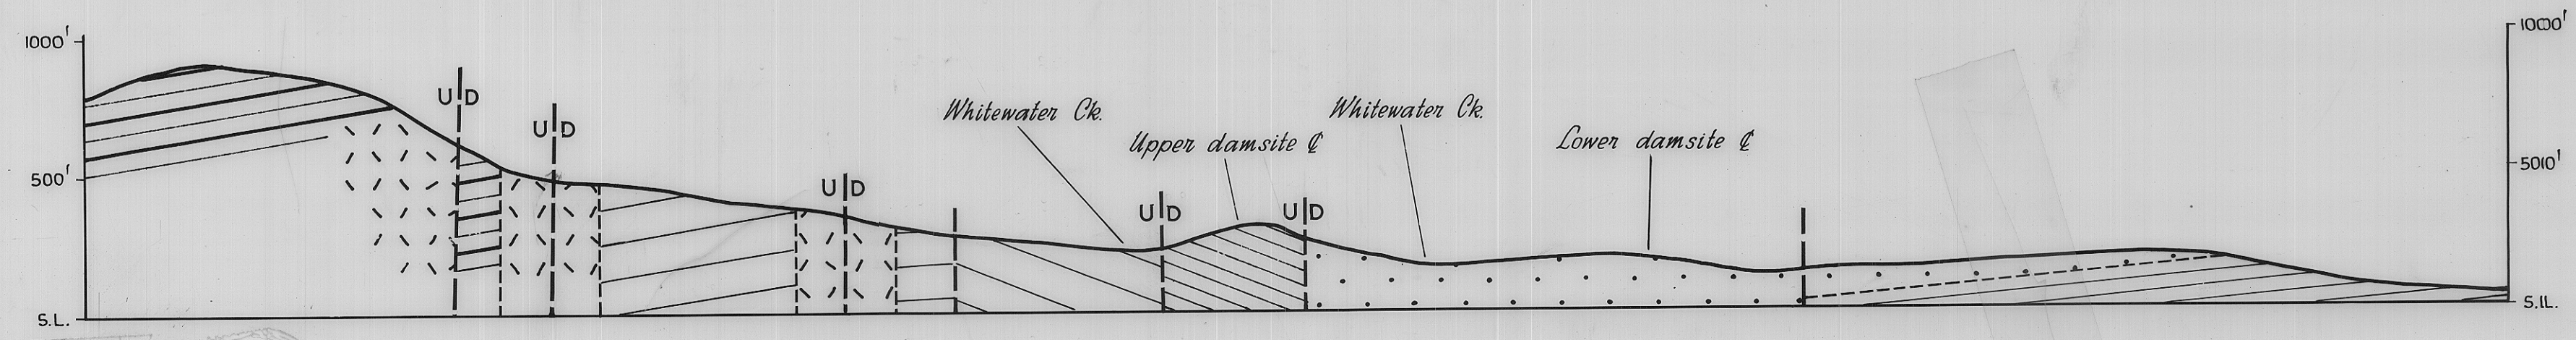 1000'
500'
S.L.
U D
U D
U D
Whitewater Ck.
Upper damsite ℄
U D
Whitewater Ck.
U D
Lower damsite ℄
1000'
500'
S.L.